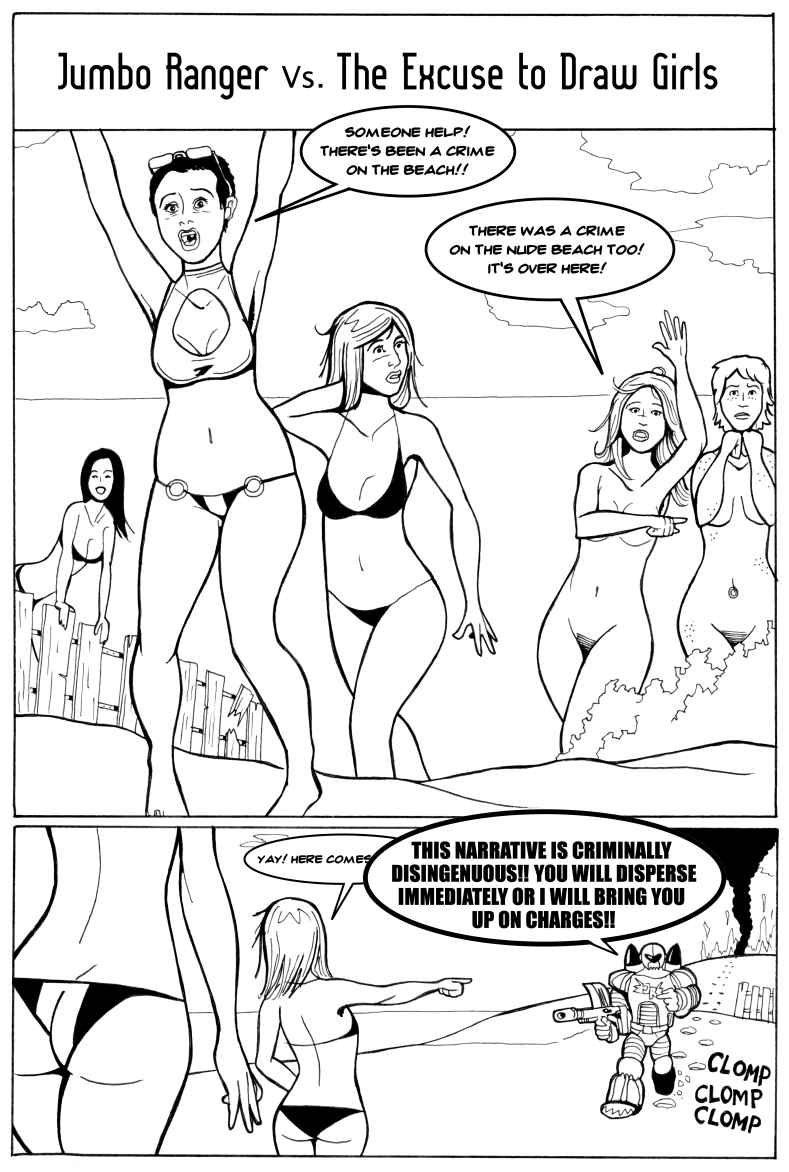 Jumbo Ranger vs. The Excuse to Draw Girls
SOMEONE HELP!
THERE'S BEEN A CRIME
ON THE BEACH!!
THERE WAS A CRIME
ON THE NUDE BEACH TOO!
IT'S OVER HERE!
YAY! HERE COMES
THIS NARRATIVE IS CRIMINALLY
DISINGENUOUS!! YOU WILL DISPERSE
IMMEDIATELY OR I WILL BRING YOU
UP ON CHARGES!!
CLOMP
CLOMP
CLOMP